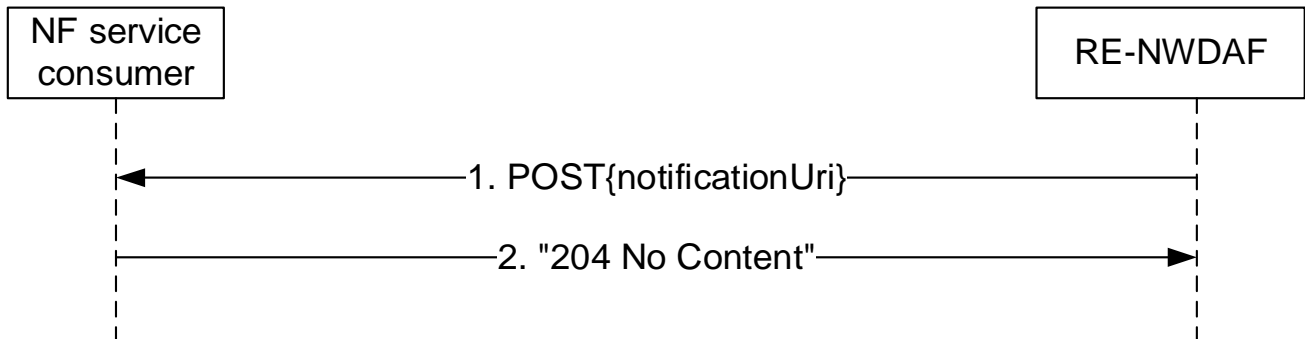 NF service
consumer
RE-NWDAF
1. POST{notificationUri}
2. "204 No Content"